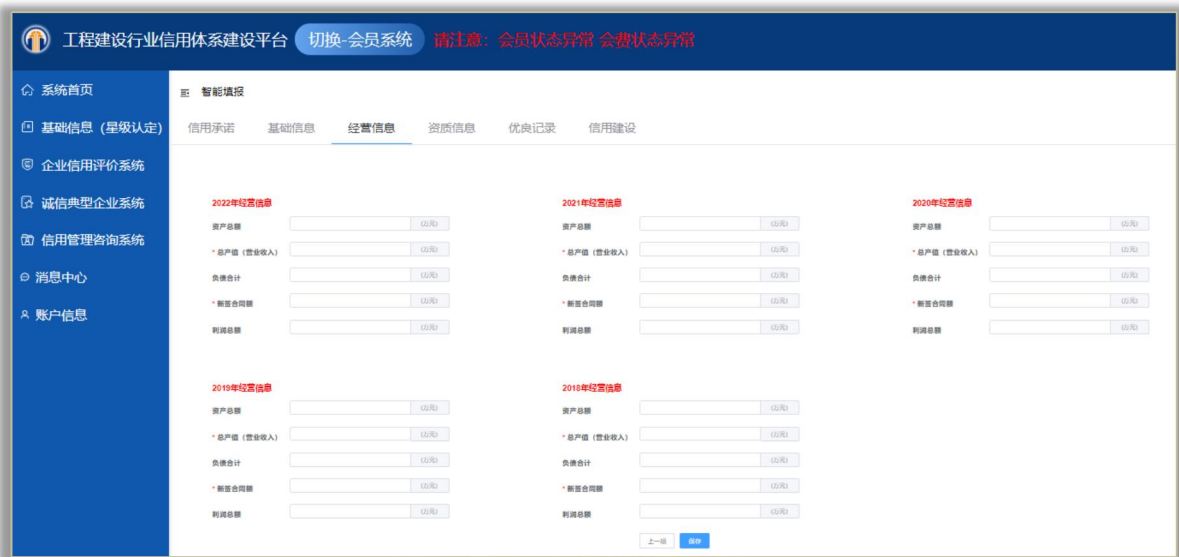 工程建设行业信用体系建设平台 切换-会员系统 请注意：会员状态异常 会费状态异常
系统首页
基础信息（星级认定）
企业信用评价系统
诚信典型企业系统
信用管理咨询系统
消息中心
账户信息
智能填报
信用承诺 基础信息 经营信息 资质信息 优良记录 信用建设
2022年经营信息 2021年经营信息 2020年经营信息
资产总额 (万元) 资产总额 (万元) 资产总额 (万元)
* 总产值（营业收入） (万元) * 总产值（营业收入） (万元) * 总产值（营业收入） (万元)
负债合计 (万元) 负债合计 (万元) 负债合计 (万元)
* 新签合同额 (万元) * 新签合同额 (万元) * 新签合同额 (万元)
利润总额 (万元) 利润总额 (万元) 利润总额 (万元)
2019年经营信息 2018年经营信息
资产总额 (万元) 资产总额 (万元)
* 总产值（营业收入） (万元) * 总产值（营业收入） (万元)
负债合计 (万元) 负债合计 (万元)
* 新签合同额 (万元) * 新签合同额 (万元)
利润总额 (万元) 利润总额 (万元)
上一级 保存